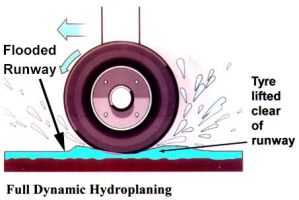 Flooded
Runway
Tyre
lifted
clear
of
runway
Full Dynamic Hydroplaning